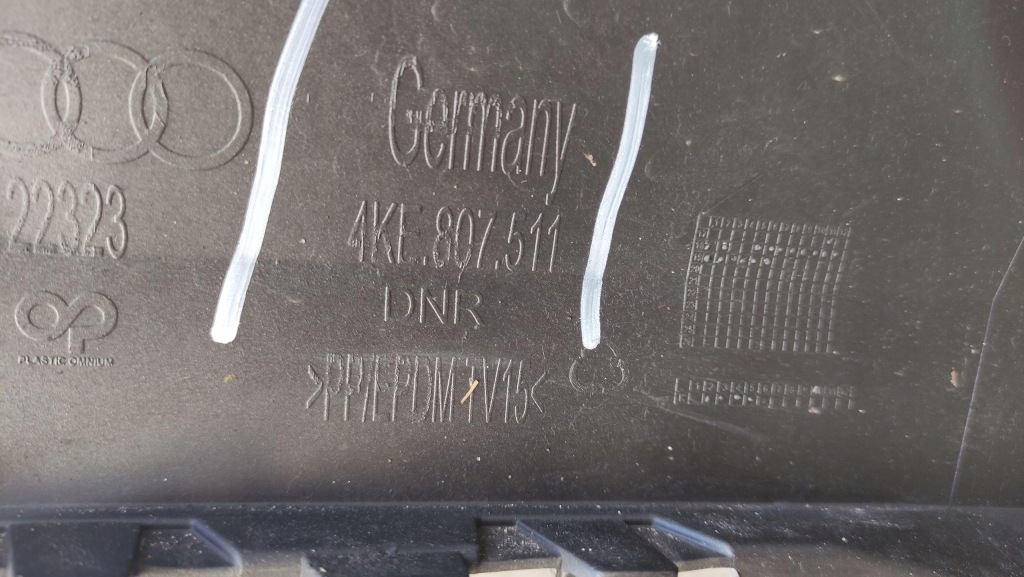 Germany
22323
4KE.807.511
DNR
PLASTIC OMNIUM
>PP/EPDM-TV15<